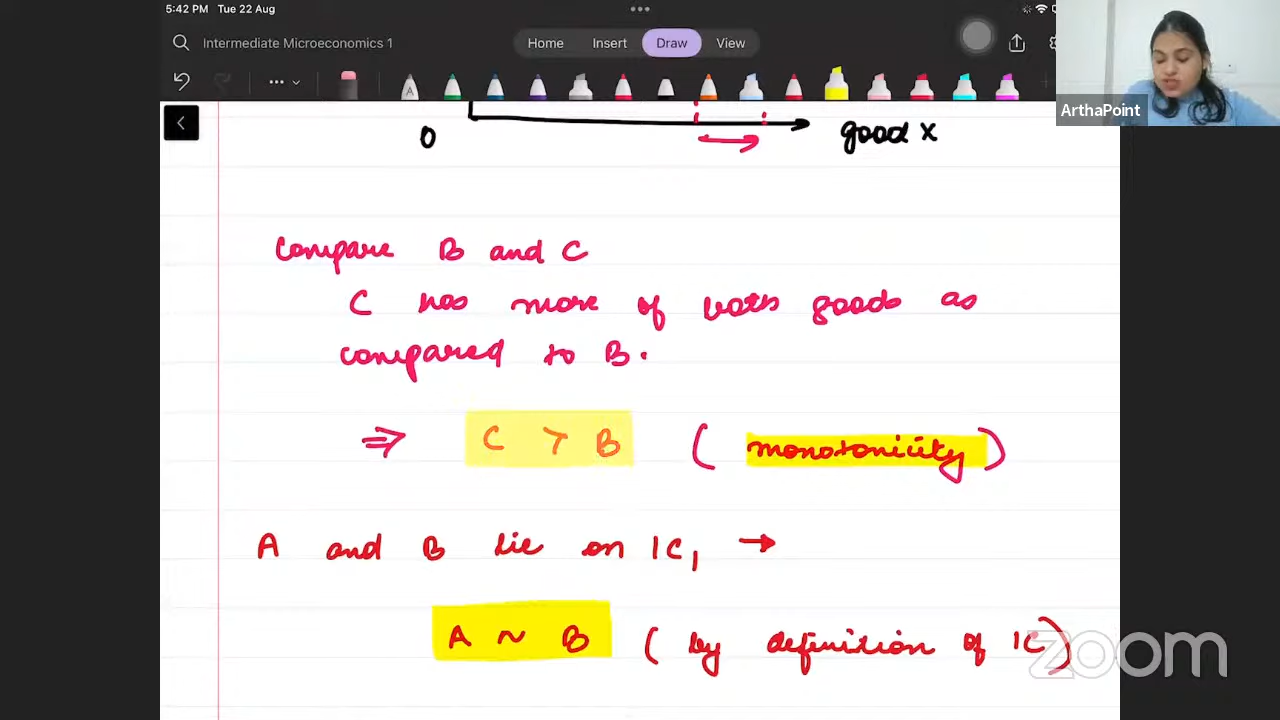 5:42 PM Tue 22 Aug
Intermediate Microeconomics 1
Home Insert Draw View
ArthaPoint
A
0
good x
Compare B and C
C has more of both goods as
compared to B.
⇒ C > B (monotonicity)
A and B lie on IC₁ →
A ~ B (by definition of IC)
zoom